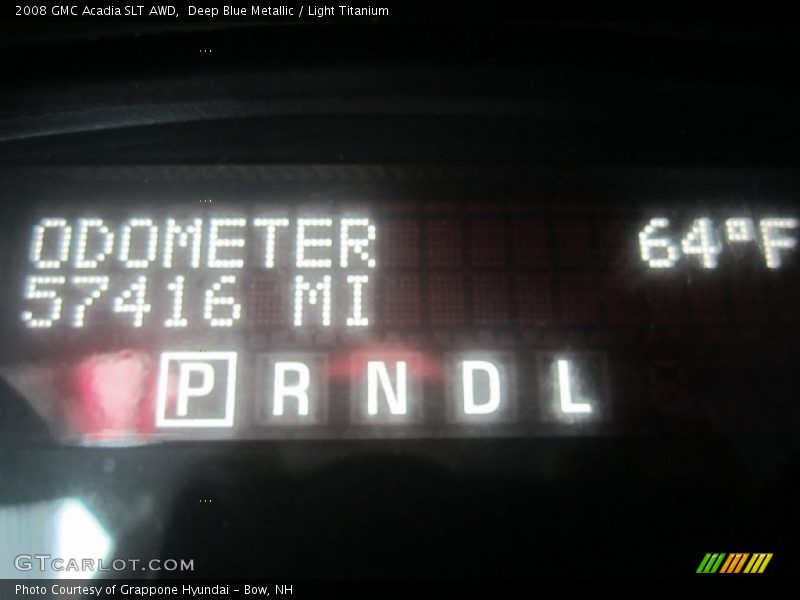 2008 GMC Acadia SLT AWD,  Deep Blue Metallic / Light Titanium
ODOMETER 64°F
57416 MI
P R N D L
GTCARLOT.COM
Photo Courtesy of Grappone Hyundai - Bow, NH